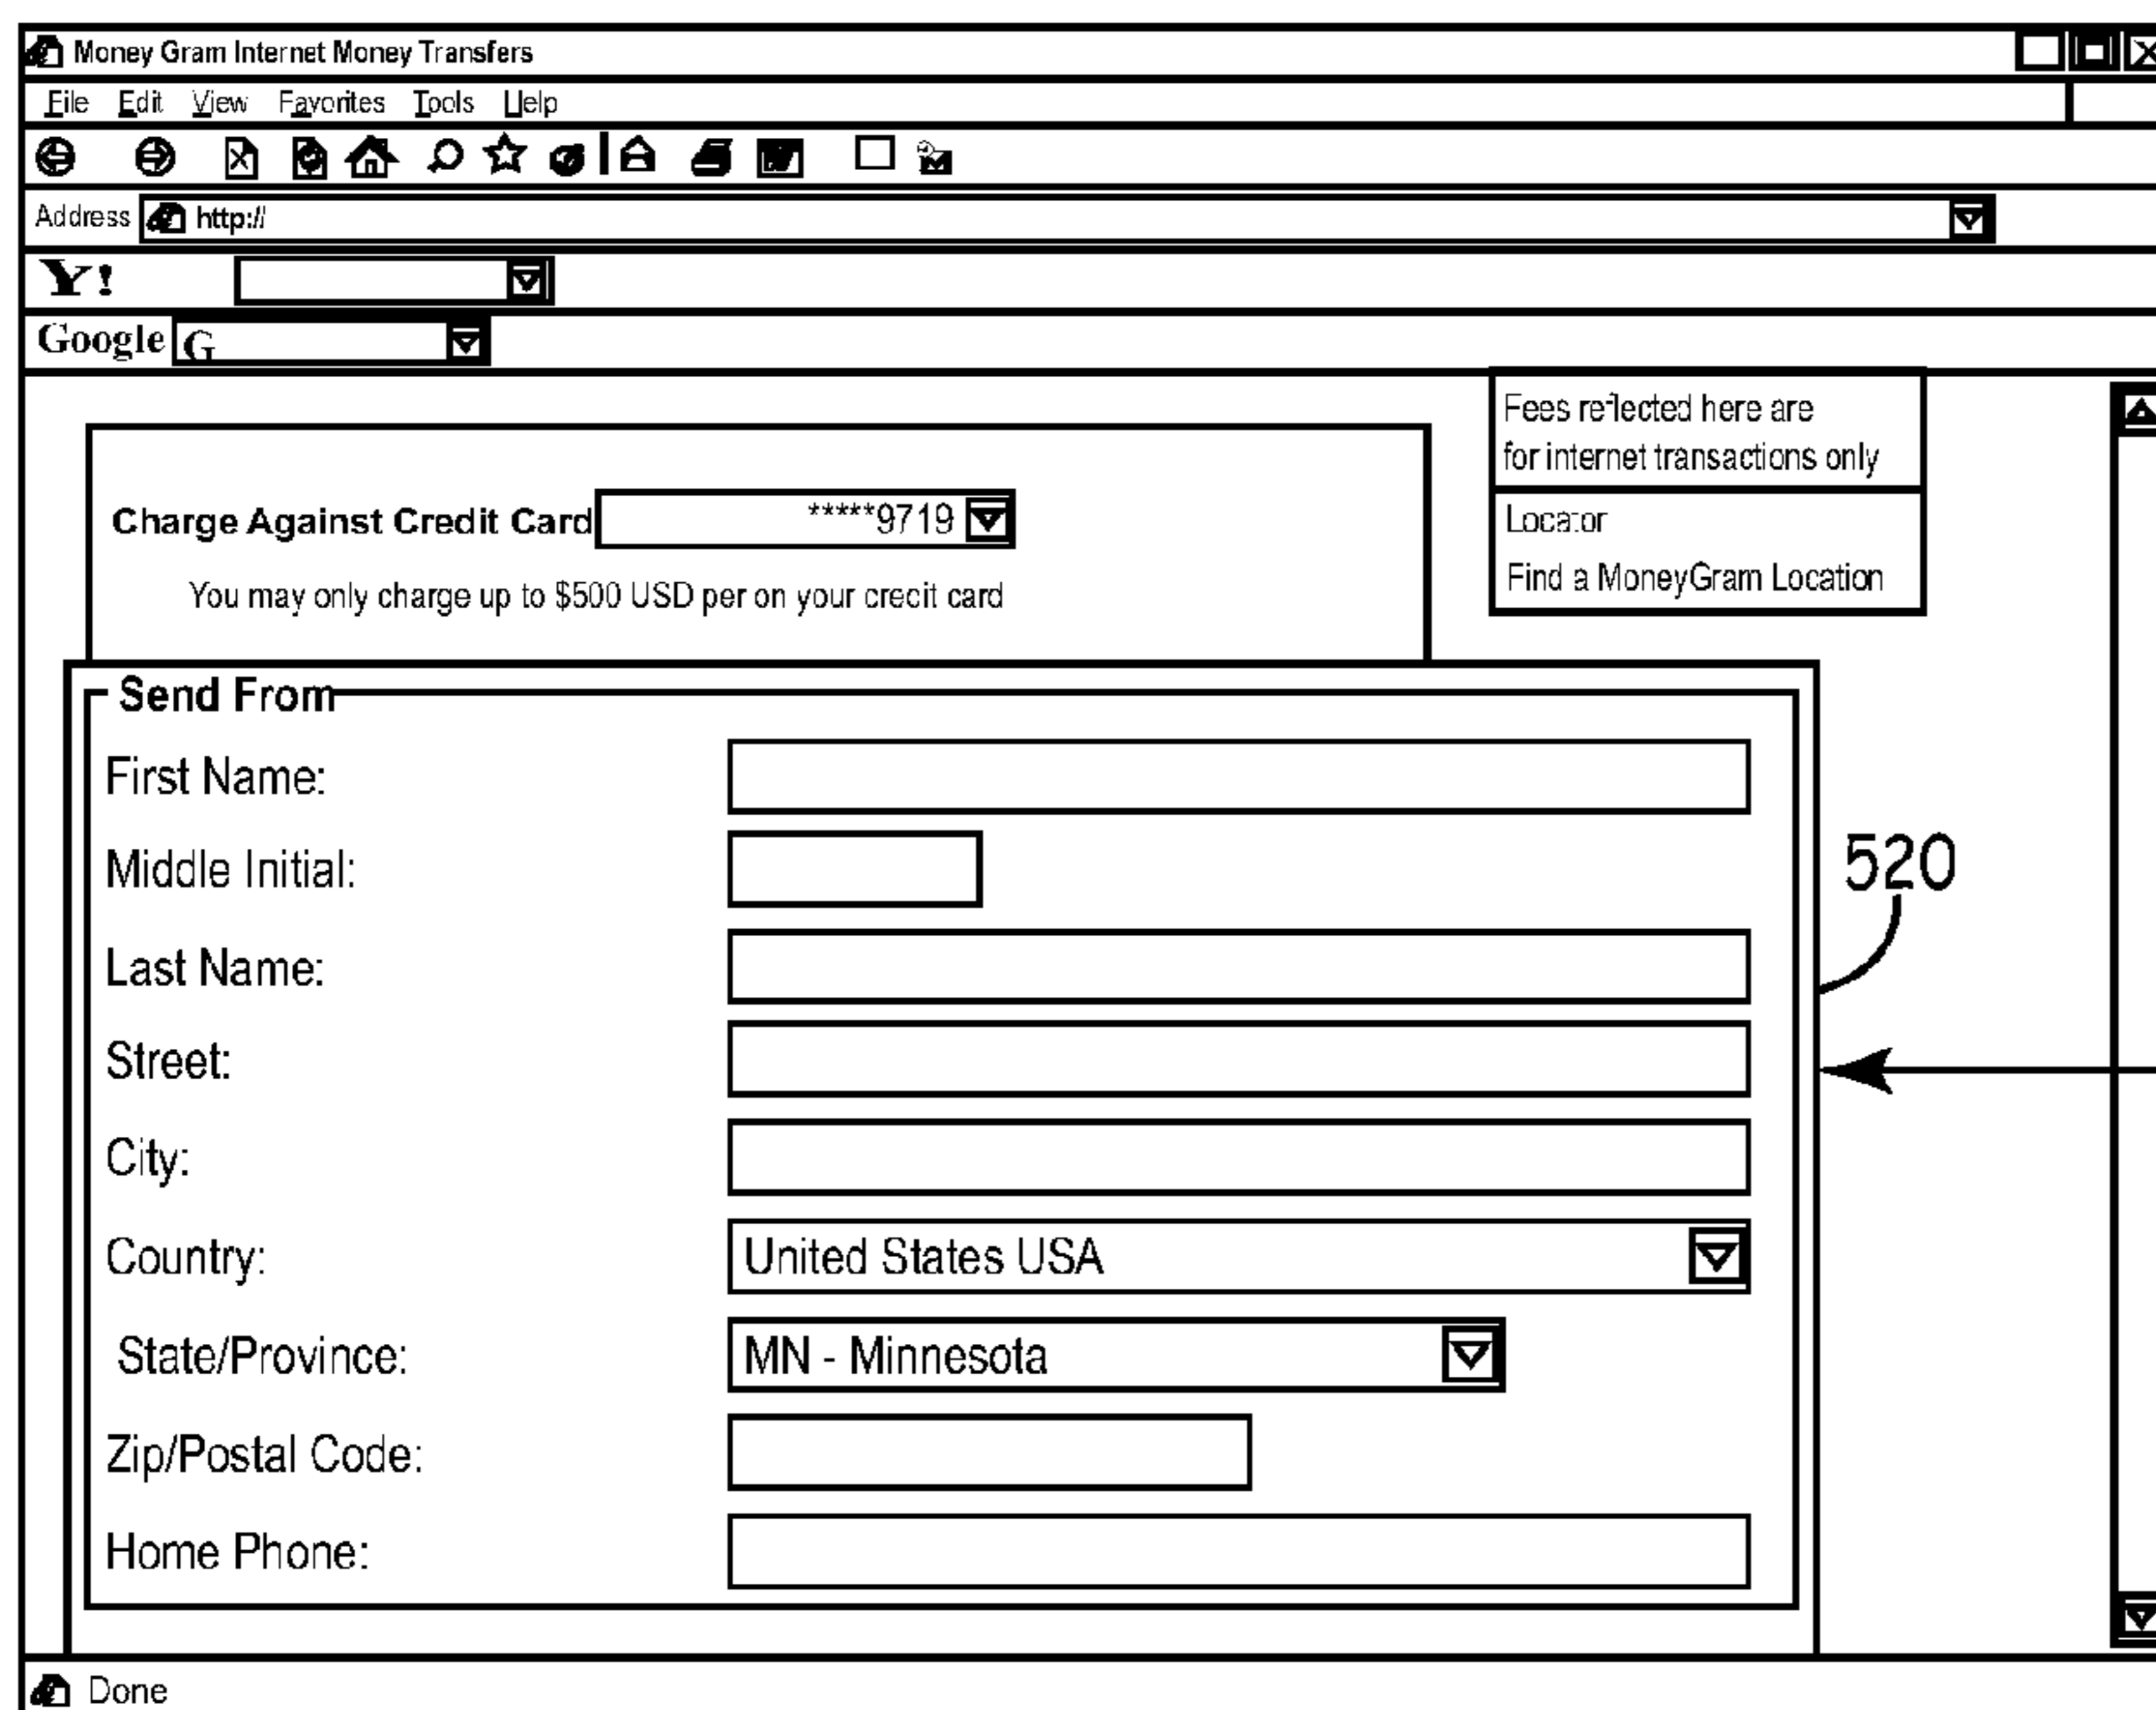 Money Gram Internet Money Transfers
File Edit View Favorites Tools Help
Address http://
Y!
Google G
Fees reflected here are
for internet transactions only
Charge Against Credit Card *****9719
Locator
Find a MoneyGram Location
You may only charge up to $500 USD per on your credit card
Send From
First Name:
Middle Initial:
520
Last Name:
Street:
City:
Country: United States USA
State/Province: MN - Minnesota
Zip/Postal Code:
Home Phone:
Done